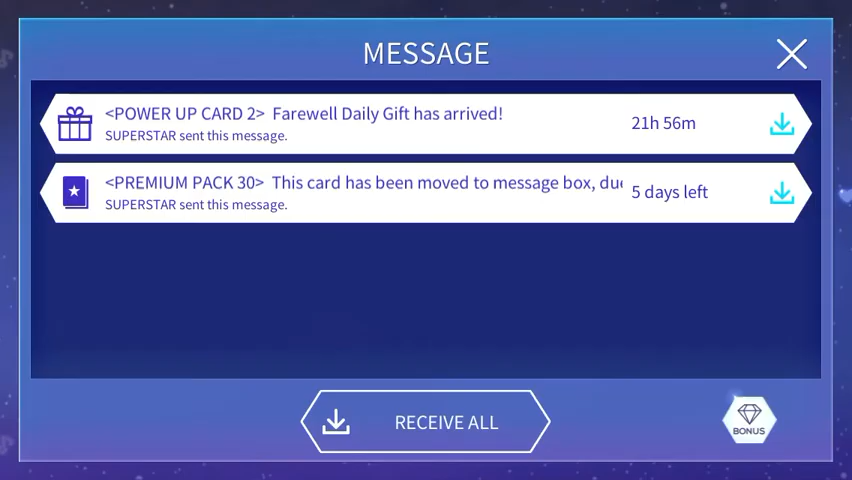 MESSAGE
<POWER UP CARD 2> Farewell Daily Gift has arrived!
SUPERSTAR sent this message.
21h 56m
<PREMIUM PACK 30> This card has been moved to message box, due
SUPERSTAR sent this message.
5 days left
RECEIVE ALL
BONUS